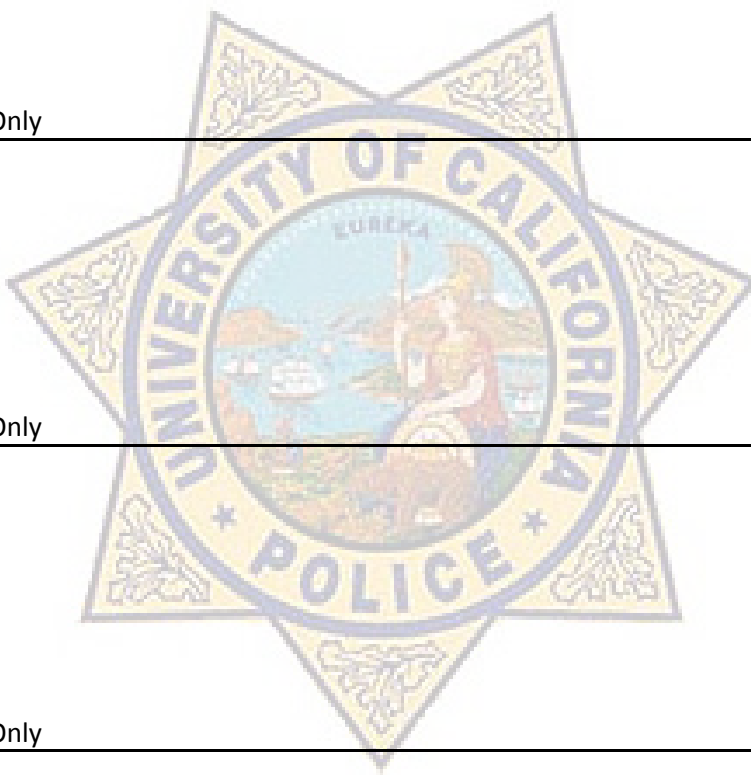 Only
UNIVERSITY OF CALIFORNIA
EUREKA
Only
POLICE
Only